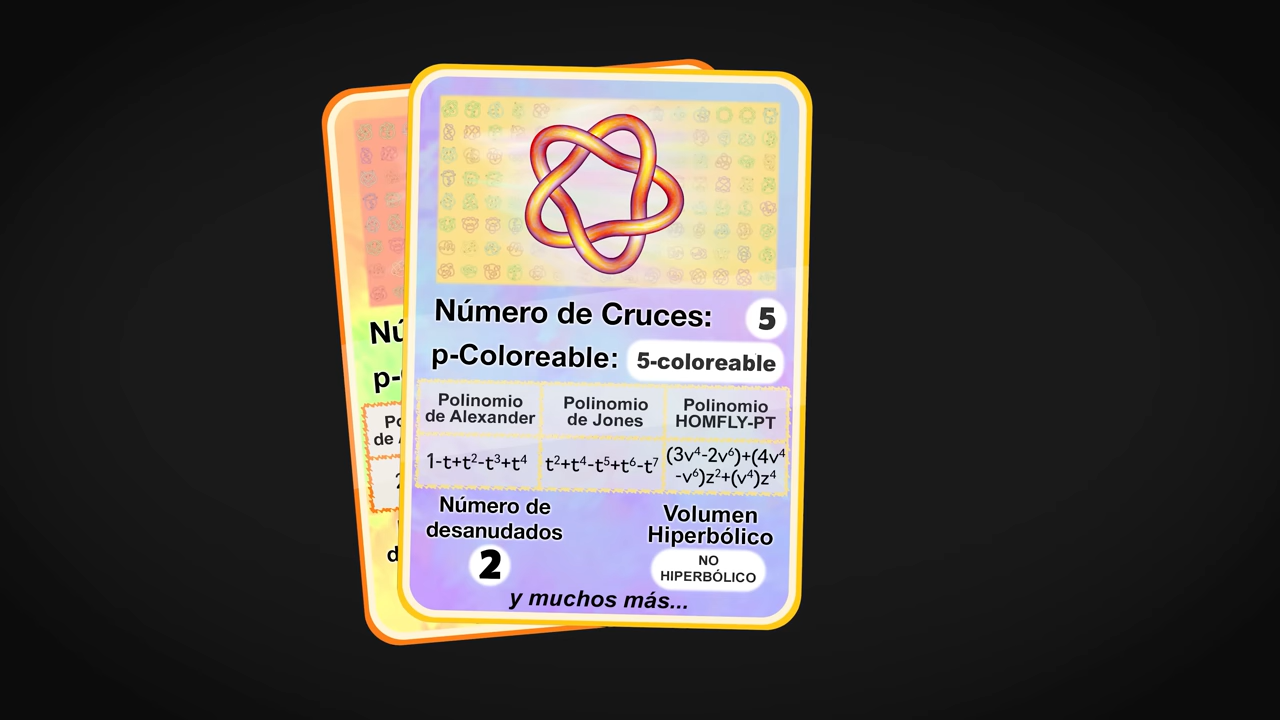 Número de Cruces: 5
p-Coloreable: 5-coloreable
Polinomio
de Alexander
Polinomio
de Jones
Polinomio
HOMFLY-PT
1-t+t²-t³+t⁴
t²+t⁴-t⁵+t⁶-t⁷
(3v⁴-2v⁶)+(4v⁴
-v⁶)z²+(v⁴)z⁴
Número de
desanudados
2
Volumen
Hiperbólico
NO
HIPERBÓLICO
y muchos más...
Nú
p-